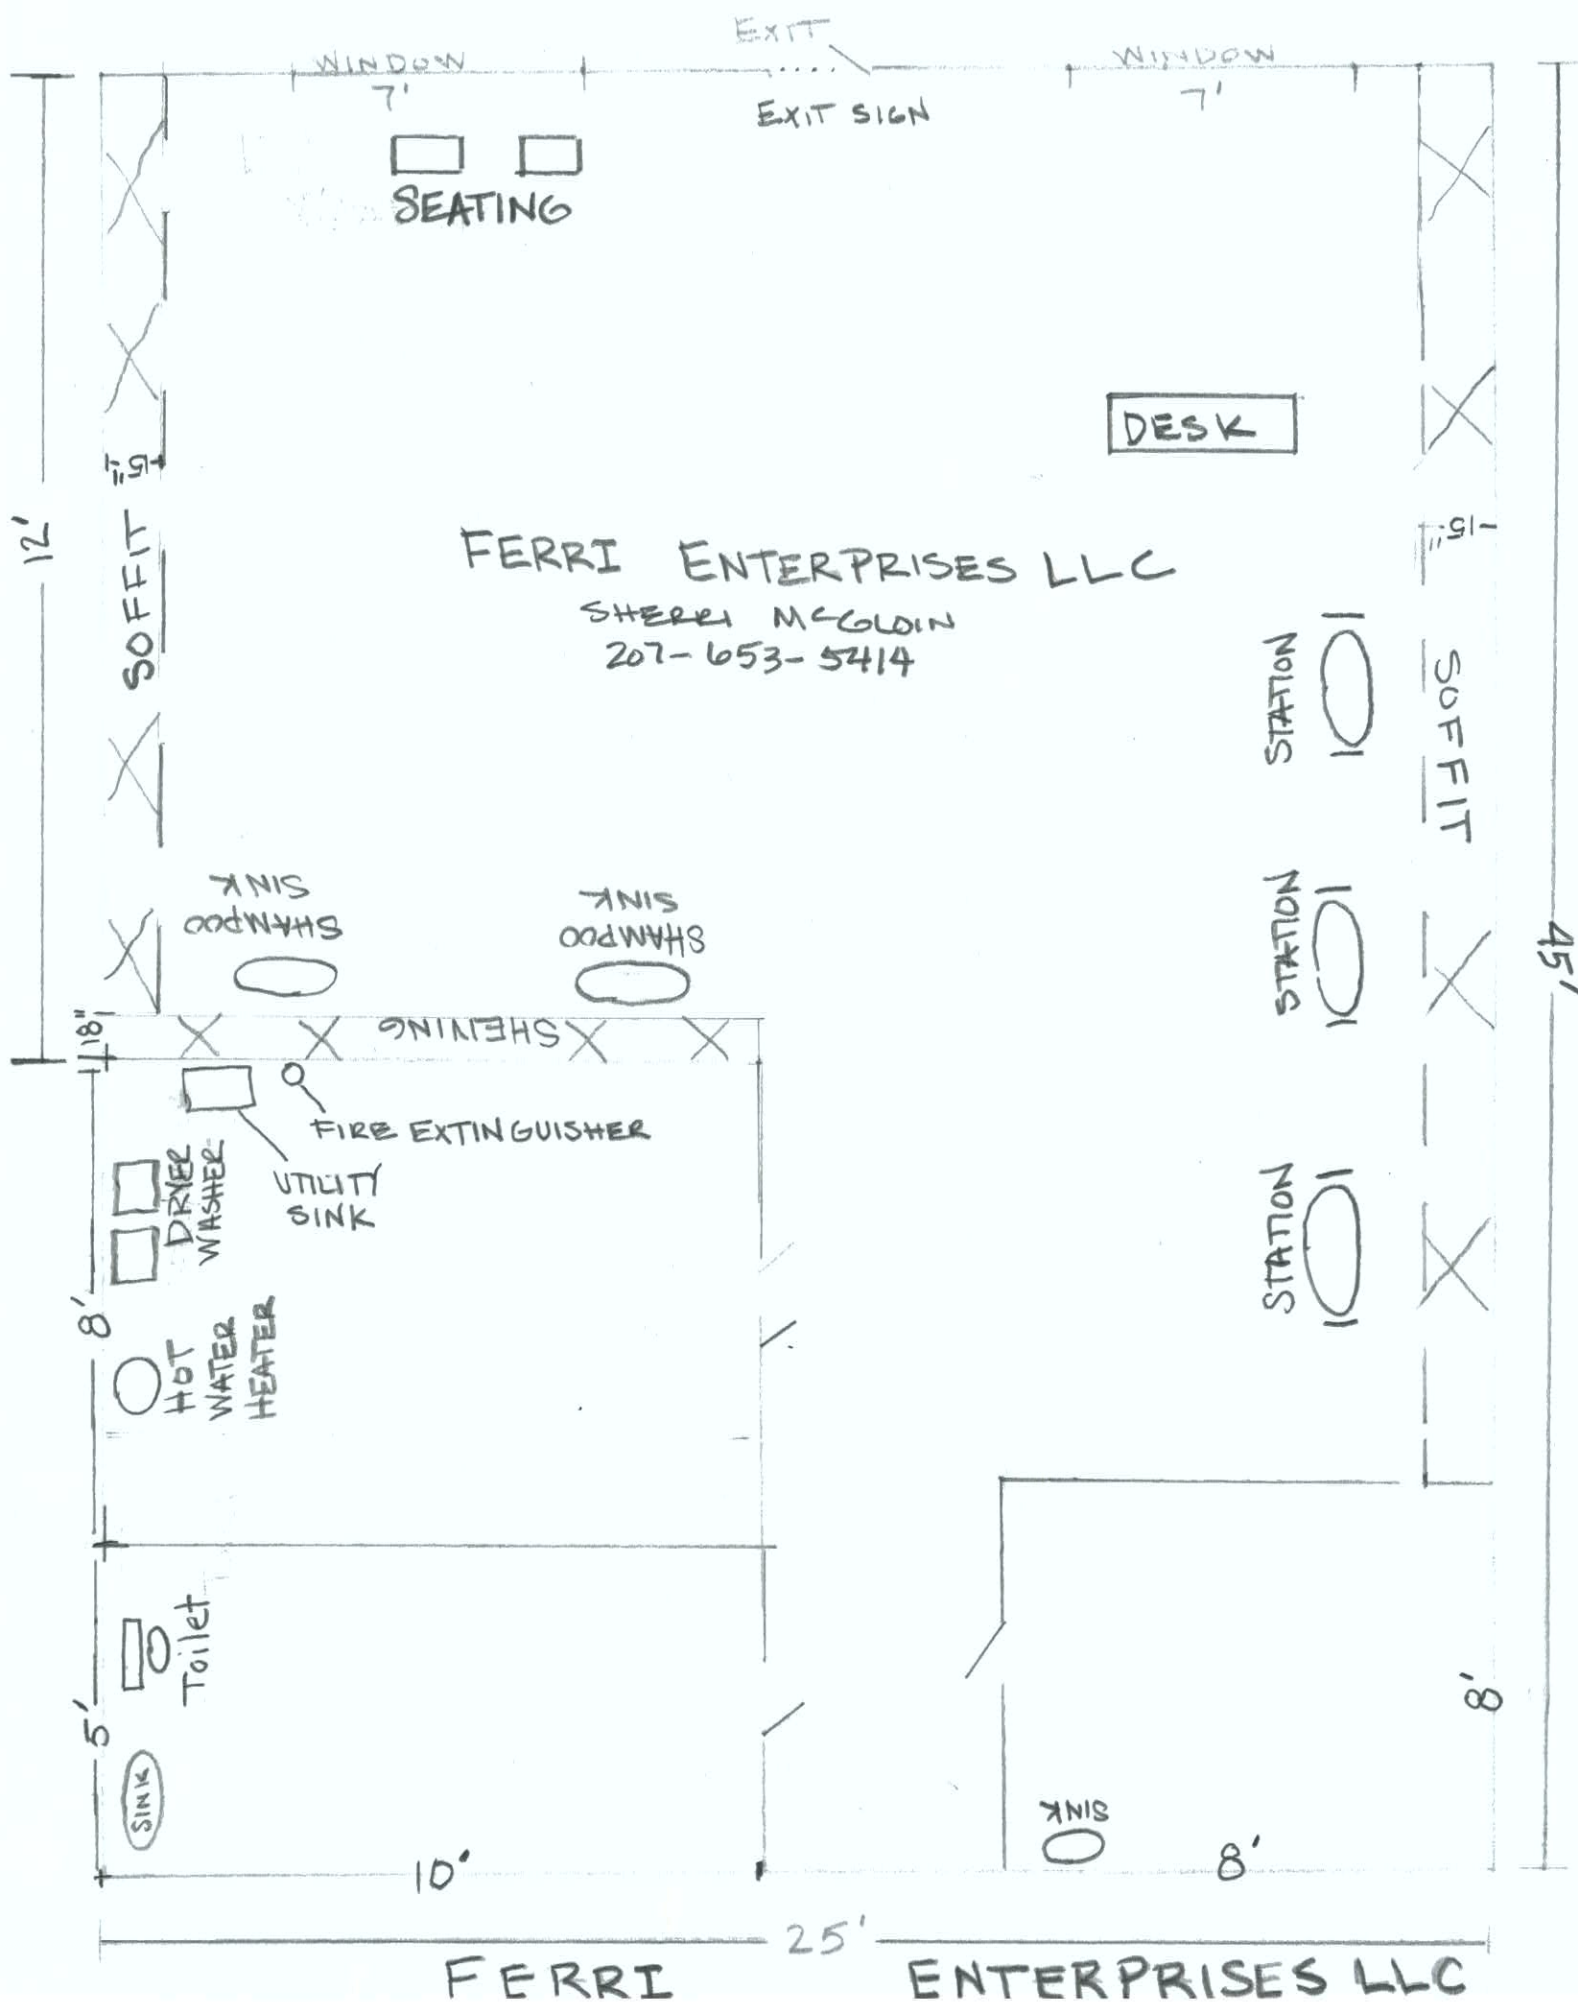 EXIT
WINDOW
WINDOW
7'
7'
EXIT SIGN
SEATING
DESK
15"
15"
12'
SOFFIT
FERRI ENTERPRISES LLC
SHERRI McGLOIN
207-653-5414
STATION
SOFFIT
SHAMPOO
SINK
SHAMPOO
SINK
STATION
45'
18"
SHELVING
FIRE EXTINGUISHER
UTILITY
SINK
DRYER
WASHER
STATION
8'
HOT
WATER
HEATER
Toilet
5'
8'
SINK
SINK
10'
8'
25'
FERRI ENTERPRISES LLC